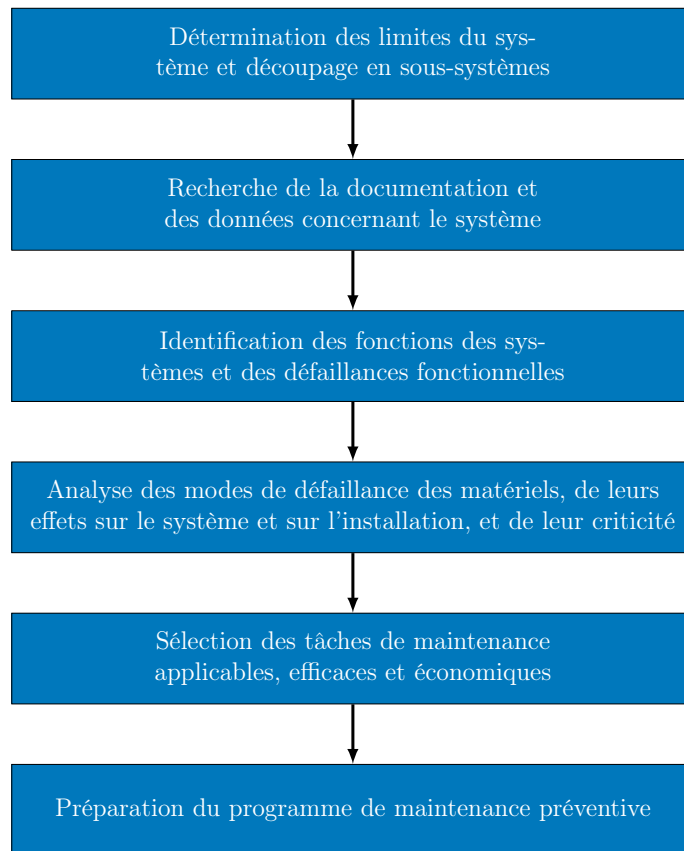 Détermination des limites du sys-
tème et découpage en sous-systèmes
Recherche de la documentation et
des données concernant le système
Identification des fonctions des sys-
tèmes et des défaillances fonctionnelles
Analyse des modes de défaillance des matériels, de leurs
effets sur le système et sur l'installation, et de leur criticité
Sélection des tâches de maintenance
applicables, efficaces et économiques
Préparation du programme de maintenance préventive